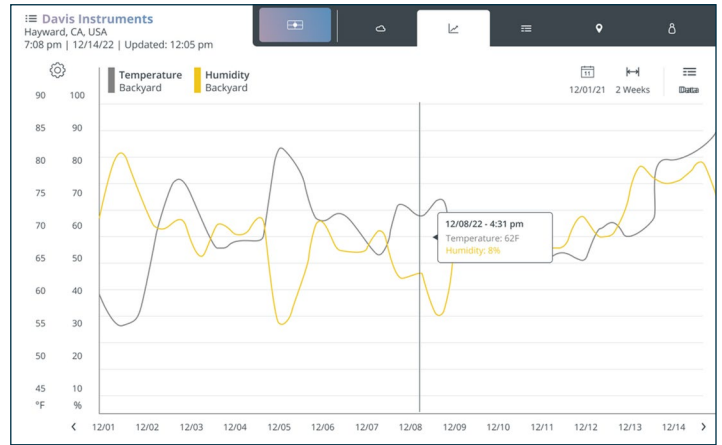 Davis Instruments
Hayward, CA, USA
7:08 pm | 12/14/22 | Updated: 12:05 pm
Temperature
Backyard
Humidity
Backyard
11
12/01/21
2 Weeks
Data
90 100
85 90
80 80
75 70
70 60
65 50
60 40
55 30
50 20
45 10
°F %
12/08/22 - 4:31 pm
Temperature: 62F
Humidity: 8%
12/01 12/02 12/03 12/04 12/05 12/06 12/07 12/08 12/09 12/10 12/11 12/12 12/13 12/14